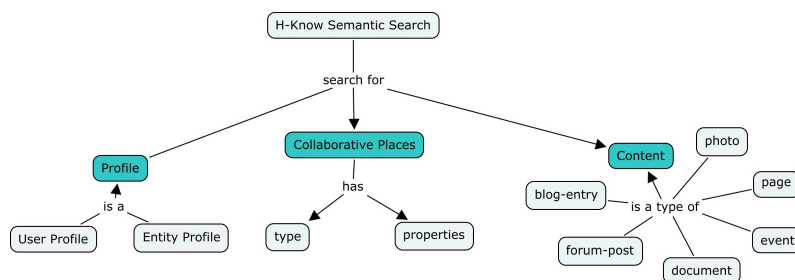 H-Know Semantic Search
search for
Profile
Collaborative Places
Content
is a
User Profile
Entity Profile
has
type
properties
photo
page
blog-entry
is a type of
event
forum-post
document